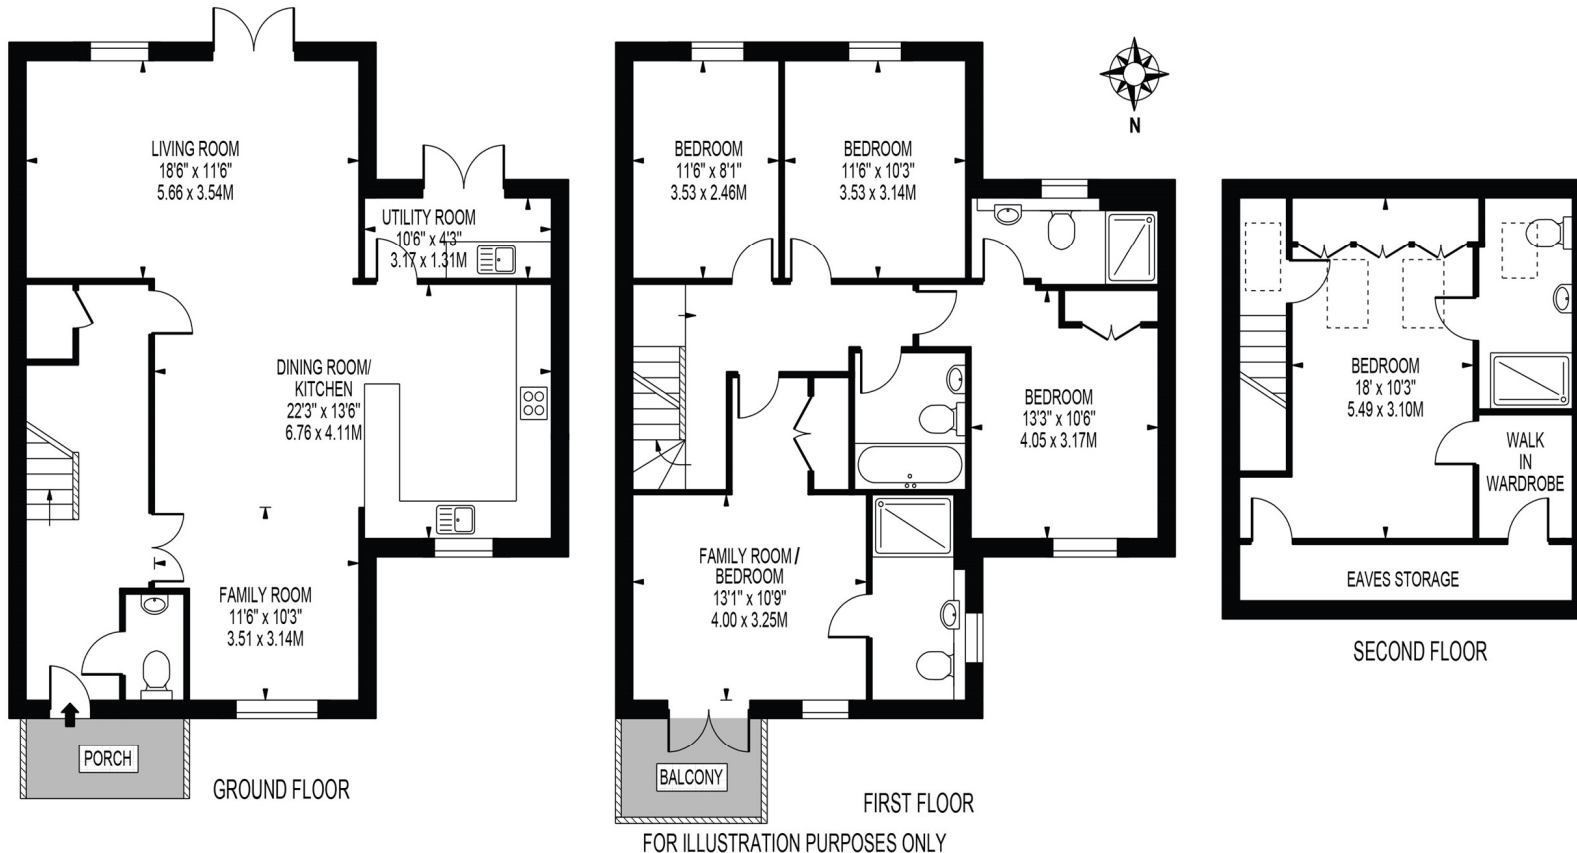 LIVING ROOM
18'6" x 11'6"
5.66 x 3.54M
UTILITY ROOM
10'6" x 4'3"
3.17 x 1.31M
DINING ROOM/
KITCHEN
22'3" x 13'6"
6.76 x 4.11M
FAMILY ROOM
11'6" x 10'3"
3.51 x 3.14M
PORCH
GROUND FLOOR
BEDROOM
11'6" x 8'1"
3.53 x 2.46M
BEDROOM
11'6" x 10'3"
3.53 x 3.14M
BEDROOM
13'3" x 10'6"
4.05 x 3.17M
FAMILY ROOM /
BEDROOM
13'1" x 10'9"
4.00 x 3.25M
BALCONY
FIRST FLOOR
N
BEDROOM
18' x 10'3"
5.49 x 3.10M
WALK
IN
WARDROBE
EAVES STORAGE
SECOND FLOOR
FOR ILLUSTRATION PURPOSES ONLY